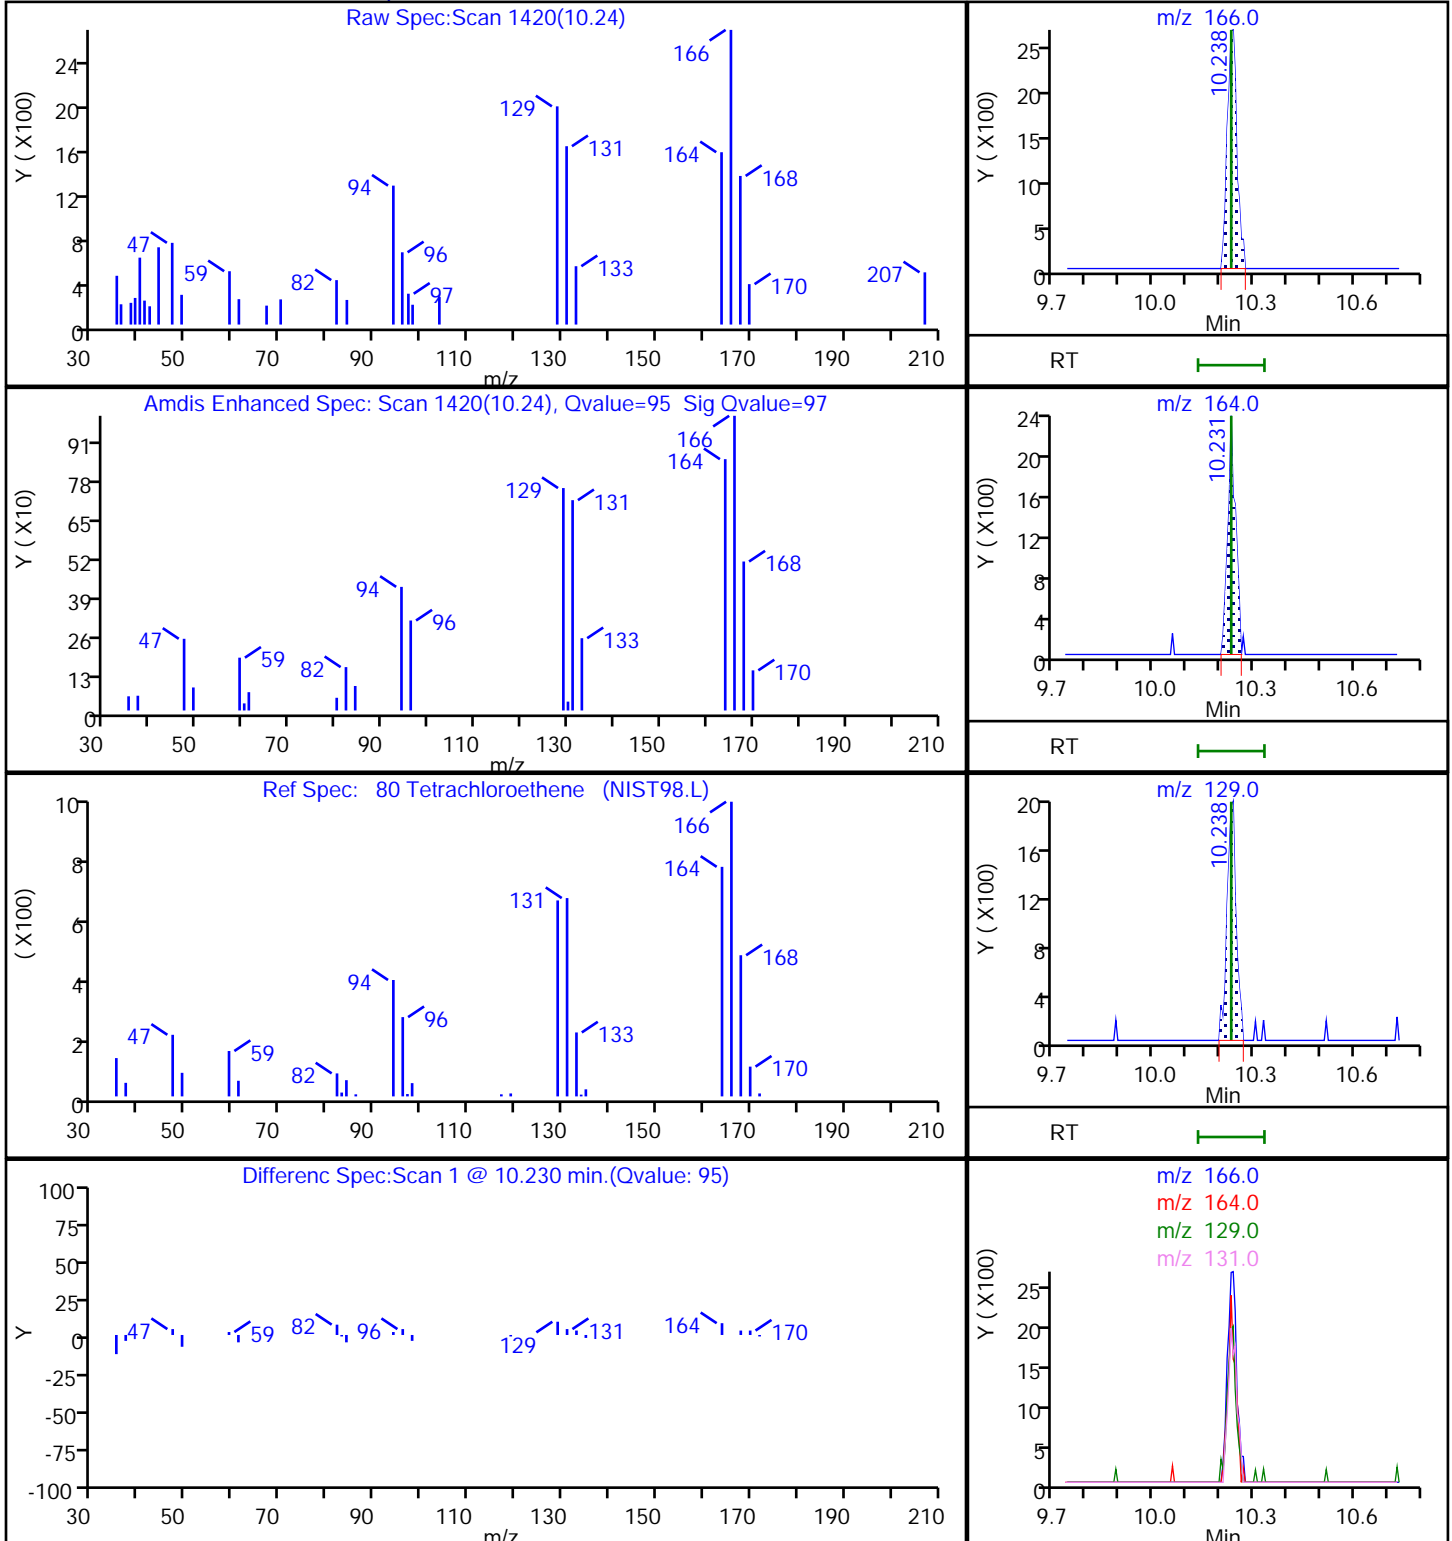 Raw Spec:Scan 1420(10.24)
Y ( X100)
24
20
16
12
8
4
0
166
129
131
164
168
94
47
96
59
82
97
133
170
207
30 50 70 90 110 130 150 170 190 210
m/z
m/z 166.0
Y ( X100)
25
20
15
10
5
0
10.238
9.7 10.0 10.3 10.6
Min
RT
Amdis Enhanced Spec: Scan 1420(10.24), Qvalue=95 Sig Qvalue=97
Y ( X10)
91
78
65
52
39
26
13
0
166
164
129
131
168
94
96
47
59
82
133
170
30 50 70 90 110 130 150 170 190 210
m/z
m/z 164.0
Y ( X100)
24
20
16
12
8
4
0
10.231
9.7 10.0 10.3 10.6
Min
RT
Ref Spec: 80 Tetrachloroethene (NIST98.L)
( X100)
10
8
6
4
2
0
166
164
131
168
94
96
47
59
82
133
170
30 50 70 90 110 130 150 170 190 210
m/z 129.0
Y ( X100)
20
16
12
8
4
0
10.238
9.7 10.0 10.3 10.6
Min
RT
Differenc Spec:Scan 1 @ 10.230 min.(Qvalue: 95)
Y
100
75
50
25
0
-25
-50
-75
-100
47
59
82
96
129
131
164
170
30 50 70 90 110 130 150 170 190 210
m/z
m/z 166.0
m/z 164.0
m/z 129.0
m/z 131.0
Y ( X100)
25
20
15
10
5
0
9.7 10.0 10.3 10.6
Min